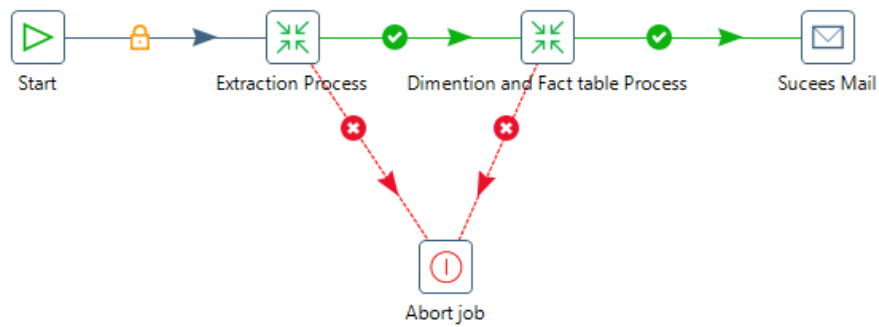 Start
Extraction Process
Dimention and Fact table Process
Sucees Mail
Abort job